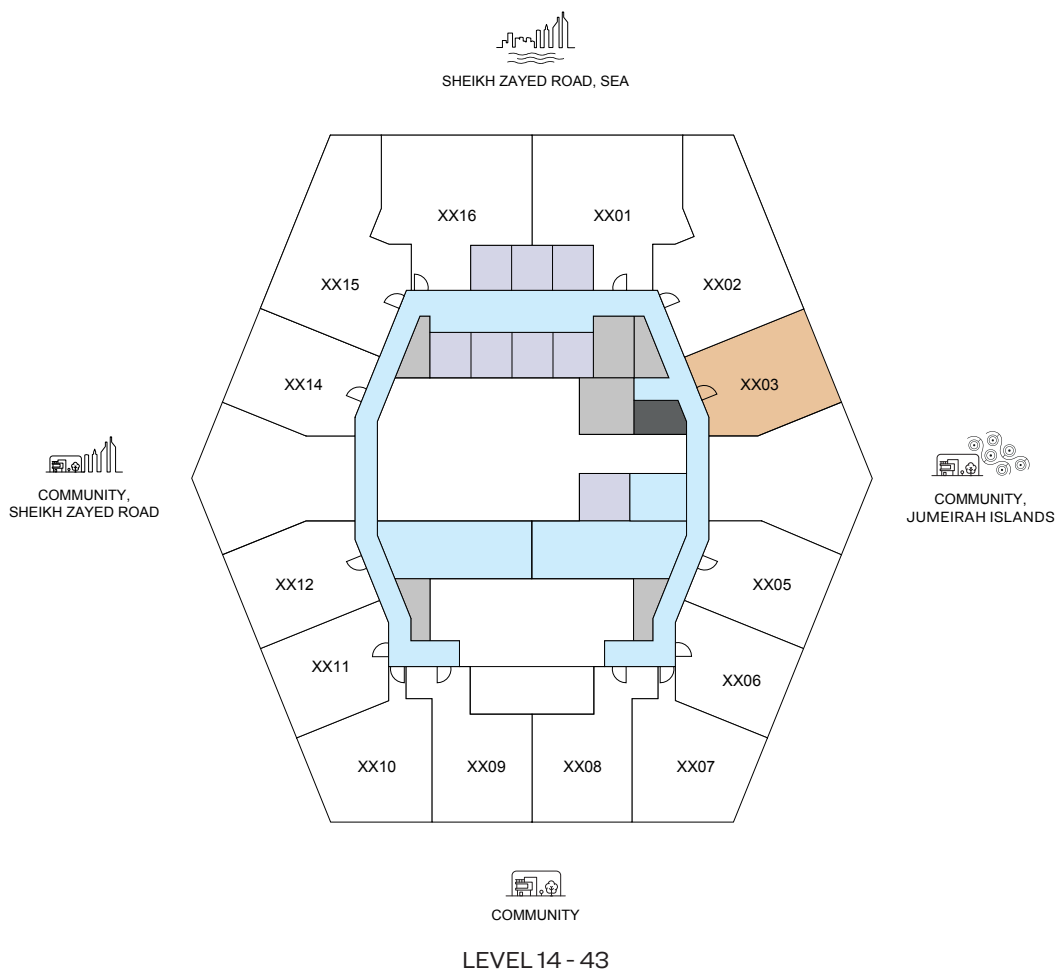 SHEIKH ZAYED ROAD, SEA
XX16
XX01
XX15
XX02
XX14
XX03
COMMUNITY,
SHEIKH ZAYED ROAD
COMMUNITY,
JUMEIRAH ISLANDS
XX12
XX05
XX11
XX06
XX10
XX09
XX08
XX07
COMMUNITY
LEVEL 14 - 43